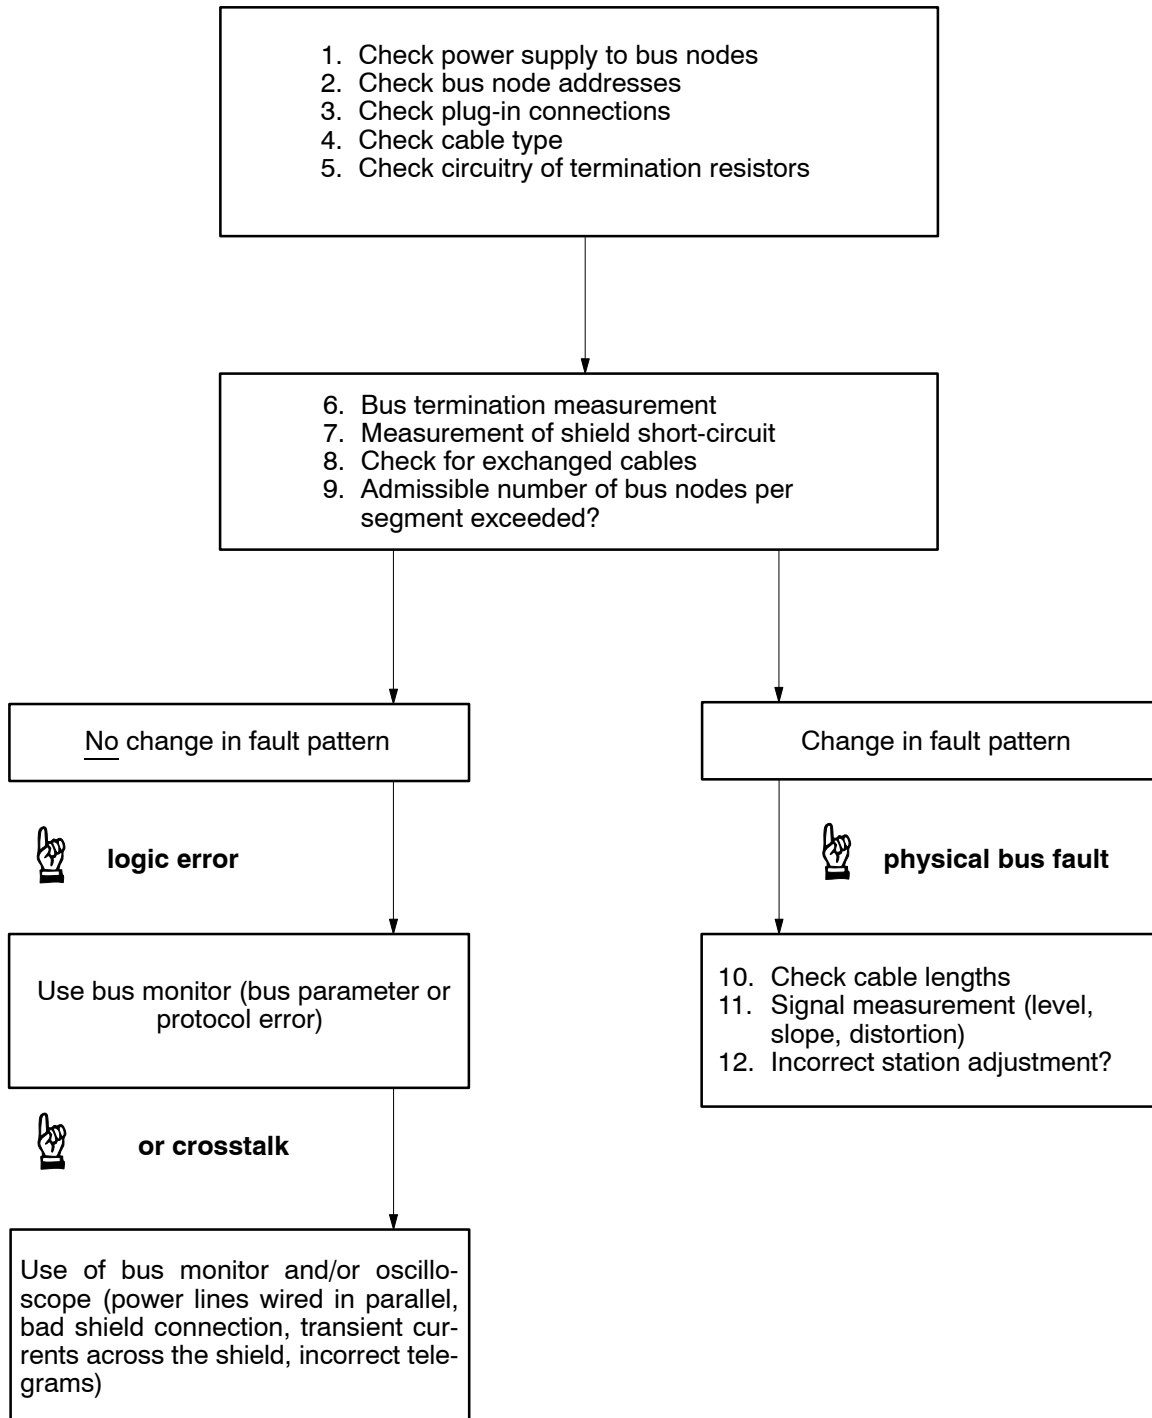 1. Check power supply to bus nodes
2. Check bus node addresses
3. Check plug-in connections
4. Check cable type
5. Check circuitry of termination resistors
6. Bus termination measurement
7. Measurement of shield short-circuit
8. Check for exchanged cables
9. Admissible number of bus nodes per
segment exceeded?
No change in fault pattern
Change in fault pattern
logic error
physical bus fault
Use bus monitor (bus parameter or
protocol error)
10. Check cable lengths
11. Signal measurement (level,
slope, distortion)
12. Incorrect station adjustment?
or crosstalk
Use of bus monitor and/or oscillo-
scope (power lines wired in parallel,
bad shield connection, transient cur-
rents across the shield, incorrect tele-
grams)